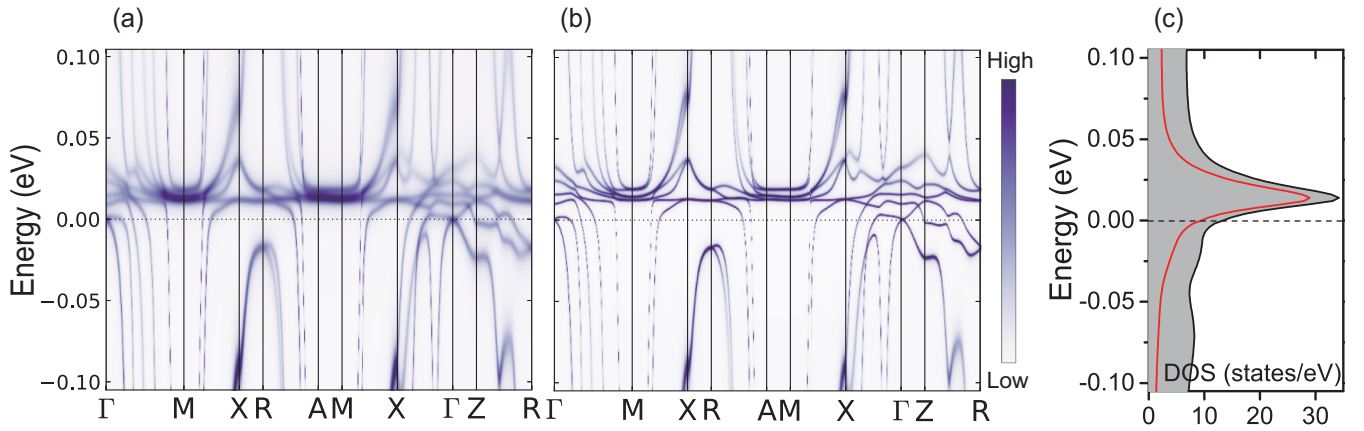 (a)
(b)
(c)
Energy (eV)
0.10
0.05
0.00
−0.05
−0.10
Γ M X R A M X Γ Z R
Γ M X R A M X Γ Z R
High
Low
Energy (eV)
0.10
0.05
0.00
-0.05
-0.10
DOS (states/eV)
0 10 20 30